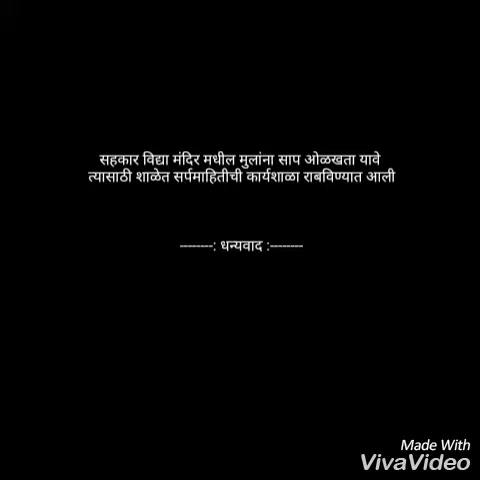 सहकार विद्या मंदिर मधील मुलांना साप ओळखता यावे
त्यासाठी शाळेत सर्पमाहितीची कार्यशाळा राबविण्यात आली
--------: धन्यवाद :--------
Made With
VivaVideo